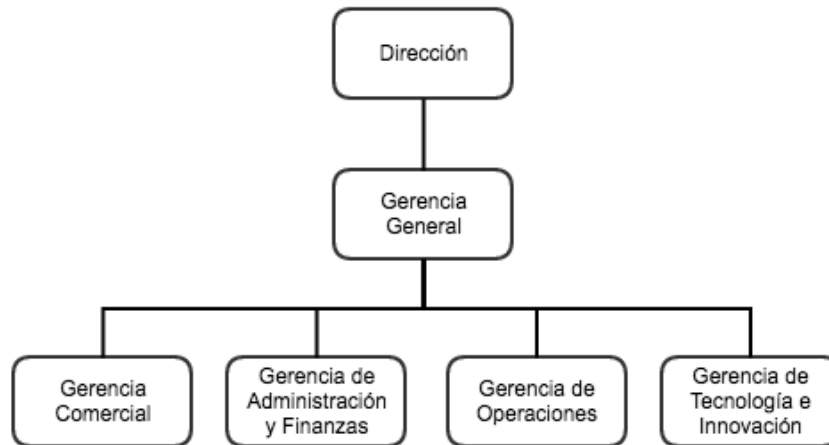 Dirección
Gerencia
General
Gerencia
Comercial
Gerencia de
Administración
y Finanzas
Gerencia de
Operaciones
Gerencia de
Tecnología e
Innovación